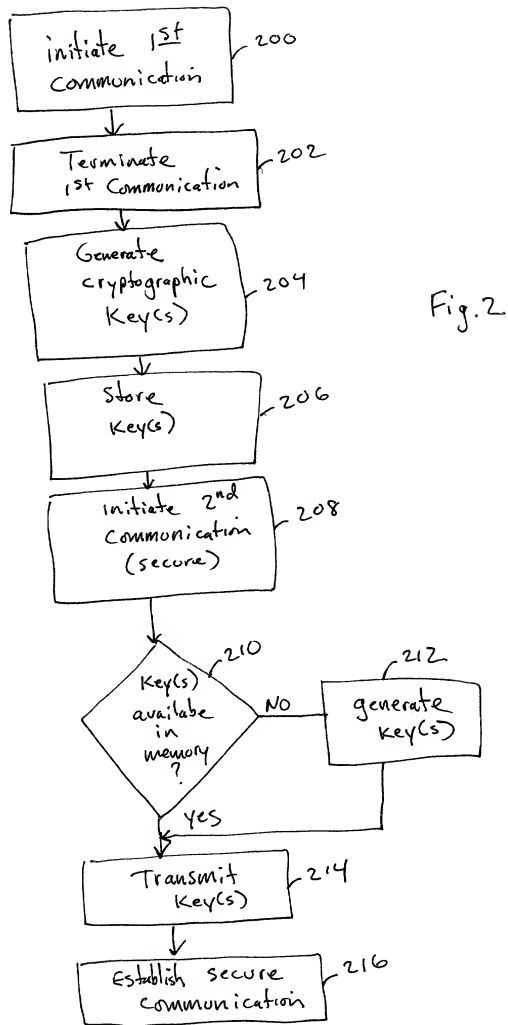 initiate 1st
communication
200
Terminate
1st Communication
202
Generate
cryptographic
Key(s)
204
Fig. 2
Store
Key(s)
206
initiate 2nd
Communication
(secure)
208
210
Key(s)
availabe
in
memory
?
NO
212
generate
key(s)
yes
Transmit
Key(s)
214
Establish secure
communication
216